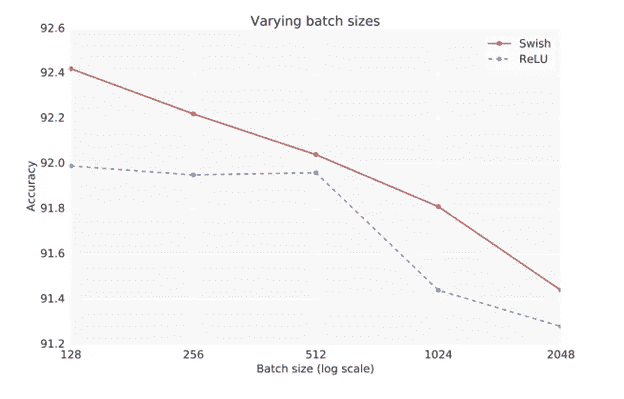 Varying batch sizes
92.6
92.4
92.2
92.0
91.8
91.6
91.4
91.2
Accuracy
Swish
ReLU
128 256 512 1024 2048
Batch size (log scale)